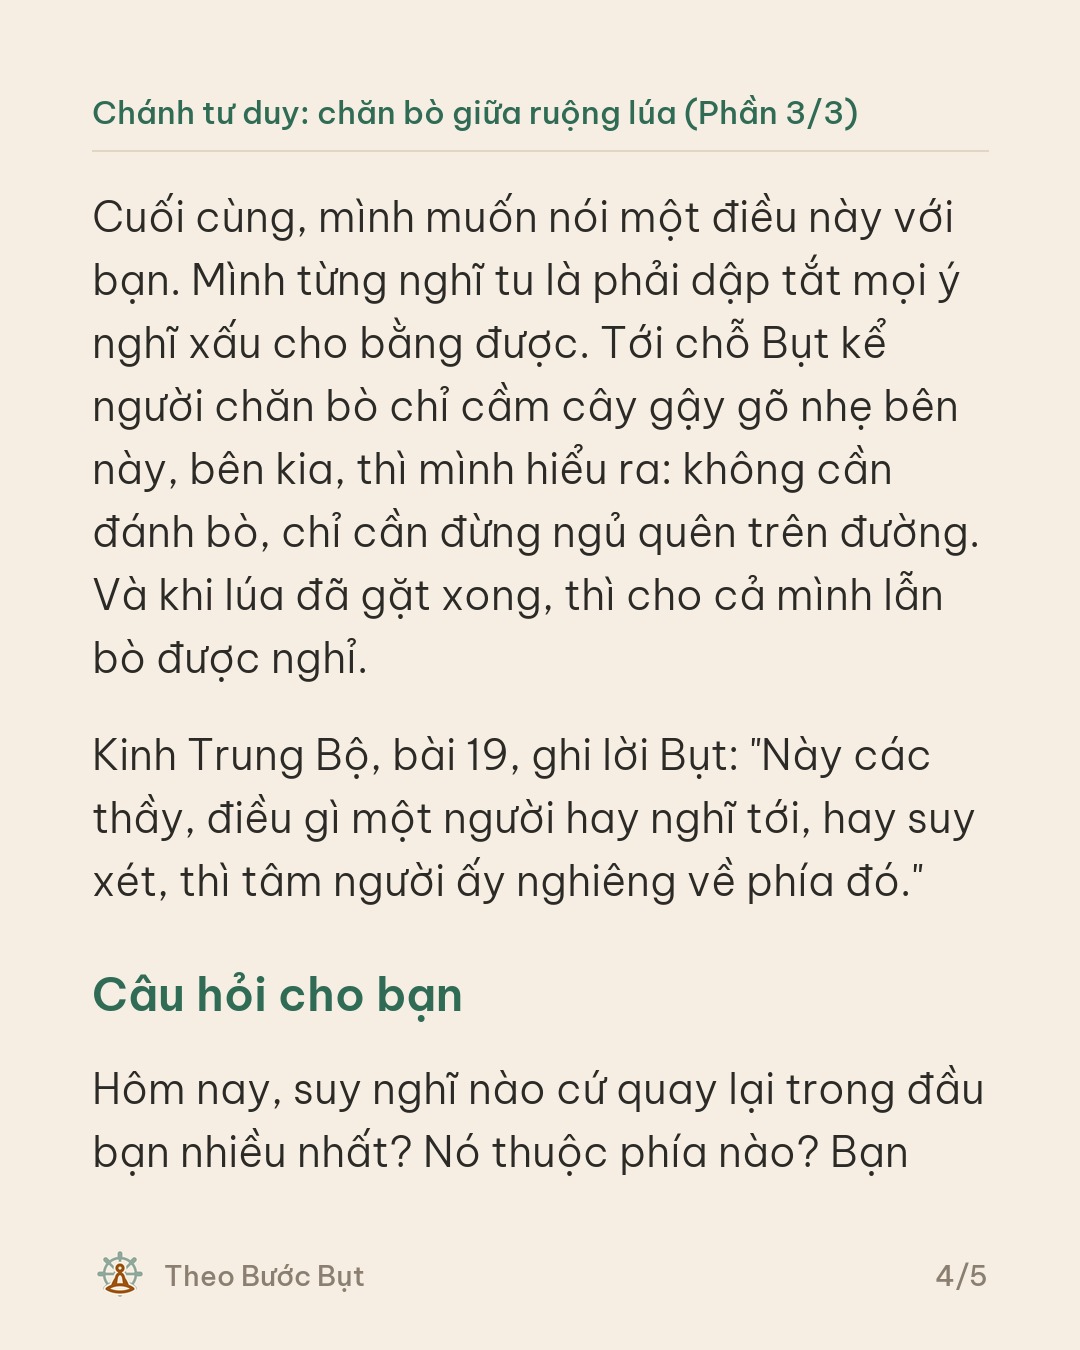 Chánh tư duy: chăn bò giữa ruộng lúa (Phần 3/3)
Cuối cùng, mình muốn nói một điều này với
bạn. Mình từng nghĩ tu là phải dập tắt mọi ý
nghĩ xấu cho bằng được. Tới chỗ Bụt kể
người chăn bò chỉ cầm cây gậy gõ nhẹ bên
này, bên kia, thì mình hiểu ra: không cần
đánh bò, chỉ cần đừng ngủ quên trên đường.
Và khi lúa đã gặt xong, thì cho cả mình lẫn
bò được nghỉ.
Kinh Trung Bộ, bài 19, ghi lời Bụt: "Này các
thầy, điều gì một người hay nghĩ tới, hay suy
xét, thì tâm người ấy nghiêng về phía đó."
Câu hỏi cho bạn
Hôm nay, suy nghĩ nào cứ quay lại trong đầu
bạn nhiều nhất? Nó thuộc phía nào? Bạn
Theo Bước Bụt
4/5